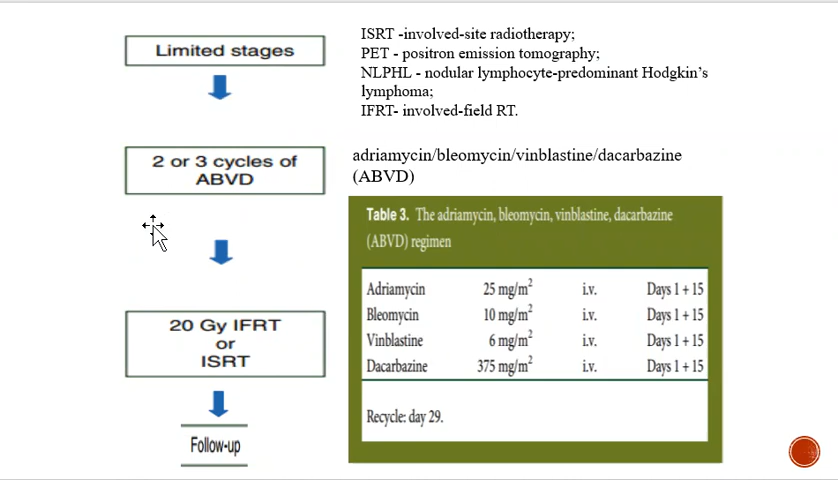 Limited stages
2 or 3 cycles of
ABVD
20 Gy IFRT
or
ISRT
Follow-up
ISRT -involved-site radiotherapy;
PET - positron emission tomography;
NLPHL - nodular lymphocyte-predominant Hodgkin's
lymphoma;
IFRT- involved-field RT.
adriamycin/bleomycin/vinblastine/dacarbazine
(ABVD)
Table 3. The adriamycin, bleomycin, vinblastine, dacarbazine
(ABVD) regimen
Adriamycin 25 mg/m² i.v. Days 1 + 15
Bleomycin 10 mg/m² i.v. Days 1 + 15
Vinblastine 6 mg/m² i.v. Days 1 + 15
Dacarbazine 375 mg/m² i.v. Days 1 + 15
Recycle: day 29.